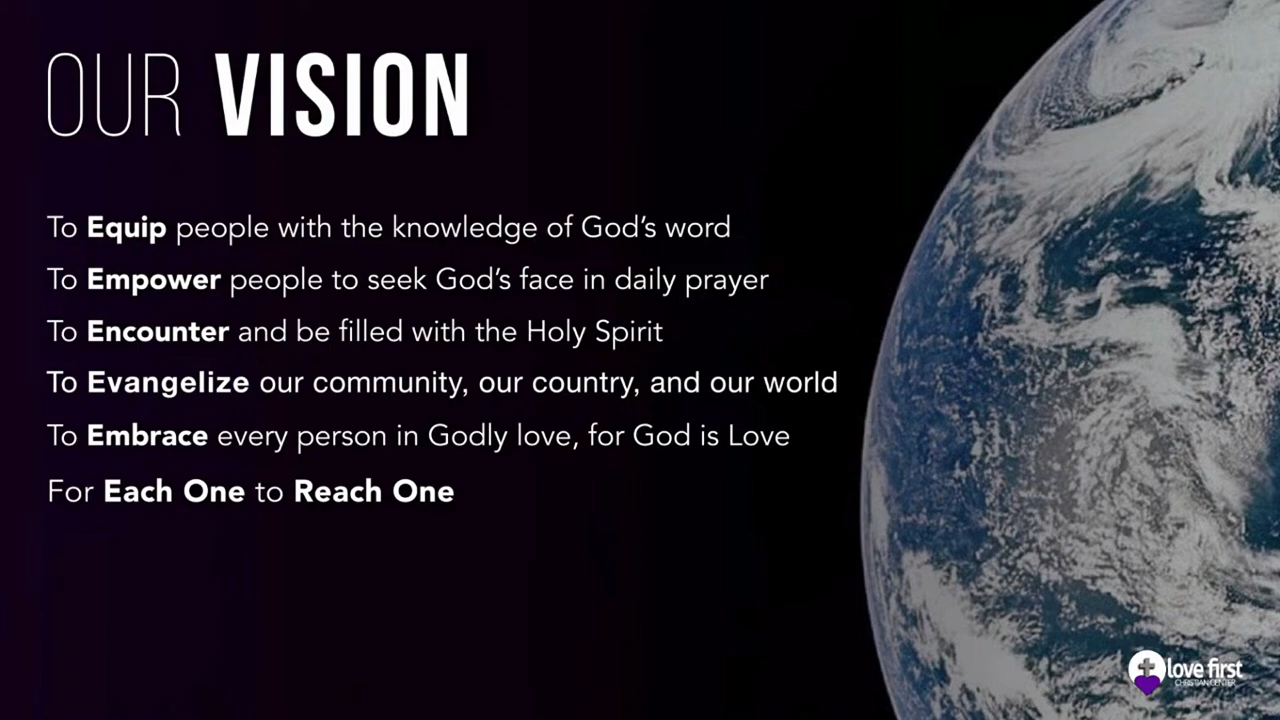 OUR VISION
To Equip people with the knowledge of God's word
To Empower people to seek God's face in daily prayer
To Encounter and be filled with the Holy Spirit
To Evangelize our community, our country, and our world
To Embrace every person in Godly love, for God is Love
For Each One to Reach One
love first
CHRISTIAN CENTER